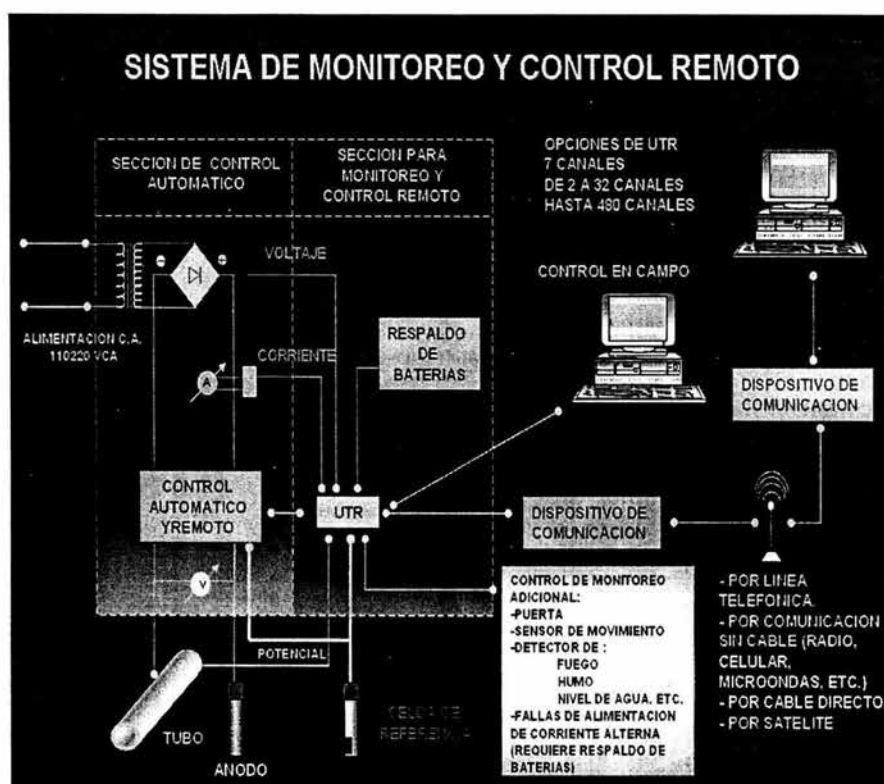 SISTEMA DE MONITOREO Y CONTROL REMOTO
SECCION DE CONTROL
AUTOMATICO
SECCION PARA
MONITOREO Y
CONTROL REMOTO
OPCIONES DE UTR
7 CANALES
DE 2 A 32 CANALES
HASTA 480 CANALES
VOLTAJE
CONTROL EN CAMPO
ALIMENTACION C.A.
110220 VCA
CORRIENTE
A
RESPALDO
DE
BATERIAS
DISPOSITIVO DE
COMUNICACION
CONTROL
AUTOMATICO
YREMOTO
UTR
DISPOSITIVO DE
COMUNICACION
V
CONTROL DE MONITOREO
ADICIONAL:
-PUERTA
-SENSOR DE MOVIMIENTO
-DETECTOR DE :
FUEGO
HUMO
NIVEL DE AGUA, ETC.
-FALLAS DE ALIMENTACION
DE CORRIENTE ALTERNA
(REQUIERE RESPALDO DE
BATERIAS)
- POR LINEA
TELEFONICA.
- POR COMUNICACION
SIN CABLE (RADIO,
CELULAR,
MICROONDAS, ETC.)
- POR CABLE DIRECTO
- POR SATELITE
POTENCIAL
TUBO
ANODO
CELDA DE
REFERENCIA